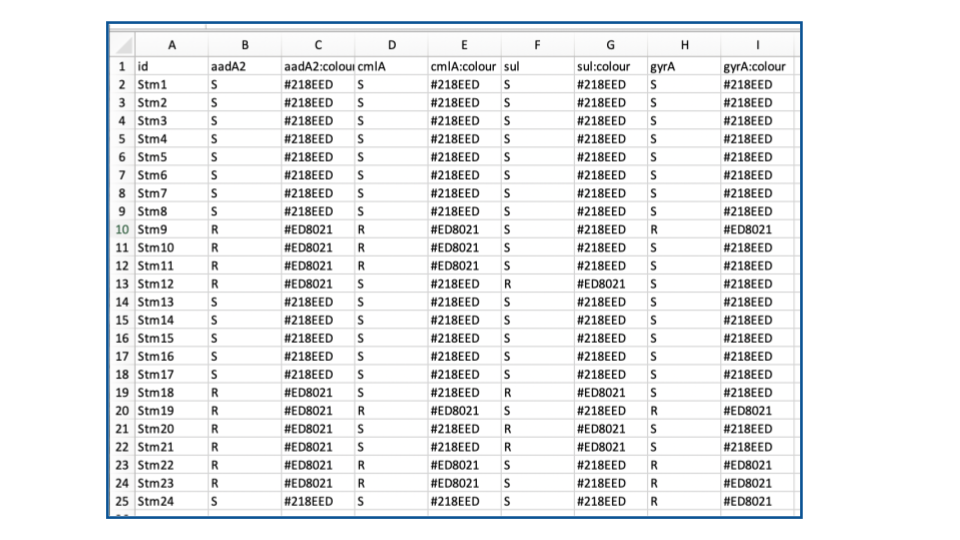 A B C D E F G H I
1 id aadA2 aadA2:colou cmlA cmlA:colour sul sul:colour gyrA gyrA:colour
2 Stm1 S #218EED S #218EED S #218EED S #218EED
3 Stm2 S #218EED S #218EED S #218EED S #218EED
4 Stm3 S #218EED S #218EED S #218EED S #218EED
5 Stm4 S #218EED S #218EED S #218EED S #218EED
6 Stm5 S #218EED S #218EED S #218EED S #218EED
7 Stm6 S #218EED S #218EED S #218EED S #218EED
8 Stm7 S #218EED S #218EED S #218EED S #218EED
9 Stm8 S #218EED S #218EED S #218EED S #218EED
10 Stm9 R #ED8021 R #ED8021 S #218EED R #ED8021
11 Stm10 R #ED8021 R #ED8021 S #218EED S #218EED
12 Stm11 R #ED8021 R #ED8021 S #218EED S #218EED
13 Stm12 R #ED8021 S #218EED R #ED8021 S #218EED
14 Stm13 S #218EED S #218EED S #218EED S #218EED
15 Stm14 S #218EED S #218EED S #218EED S #218EED
16 Stm15 S #218EED S #218EED S #218EED S #218EED
17 Stm16 S #218EED S #218EED S #218EED S #218EED
18 Stm17 S #218EED S #218EED S #218EED S #218EED
19 Stm18 R #ED8021 S #218EED R #ED8021 S #218EED
20 Stm19 R #ED8021 R #ED8021 S #218EED R #ED8021
21 Stm20 R #ED8021 S #218EED R #ED8021 S #218EED
22 Stm21 R #ED8021 S #218EED R #ED8021 S #218EED
23 Stm22 R #ED8021 R #ED8021 S #218EED R #ED8021
24 Stm23 R #ED8021 R #ED8021 S #218EED R #ED8021
25 Stm24 S #218EED S #218EED S #218EED R #ED8021